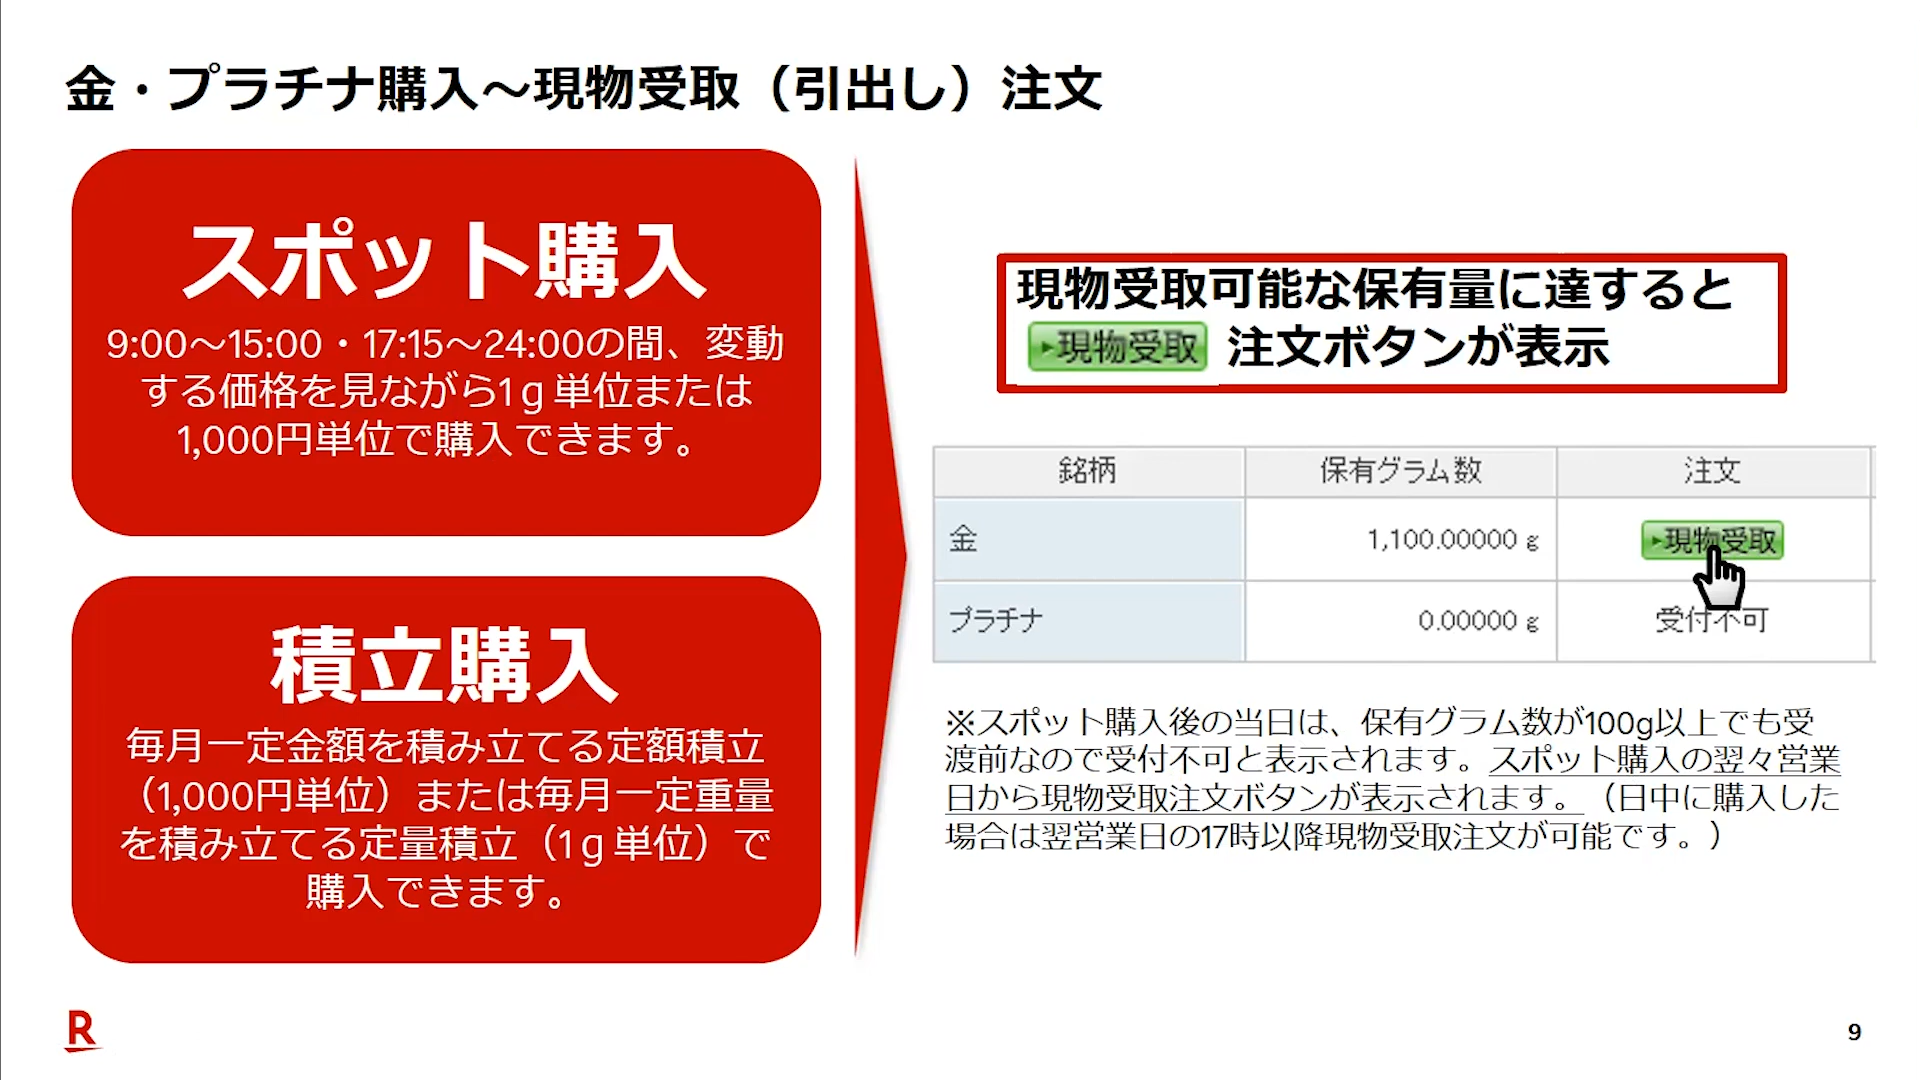 金・プラチナ購入～現物受取（引出し）注文
スポット購入
9:00～15:00・17:15～24:00の間、変動
する価格を見ながら1ｇ単位または
1,000円単位で購入できます。
積立購入
毎月一定金額を積み立てる定額積立
（1,000円単位）または毎月一定重量
を積み立てる定量積立（1ｇ単位）で
購入できます。
現物受取可能な保有量に達すると
現物受取 注文ボタンが表示
銘柄 保有グラム数 注文
金 1,100.00000 g 現物受取
プラチナ 0.00000 g 受付不可
※スポット購入後の当日は、保有グラム数が100g以上でも受
渡前なので受付不可と表示されます。スポット購入の翌々営業
日から現物受取注文ボタンが表示されます。（日中に購入した
場合は翌営業日の17時以降現物受取注文が可能です。）
R
9